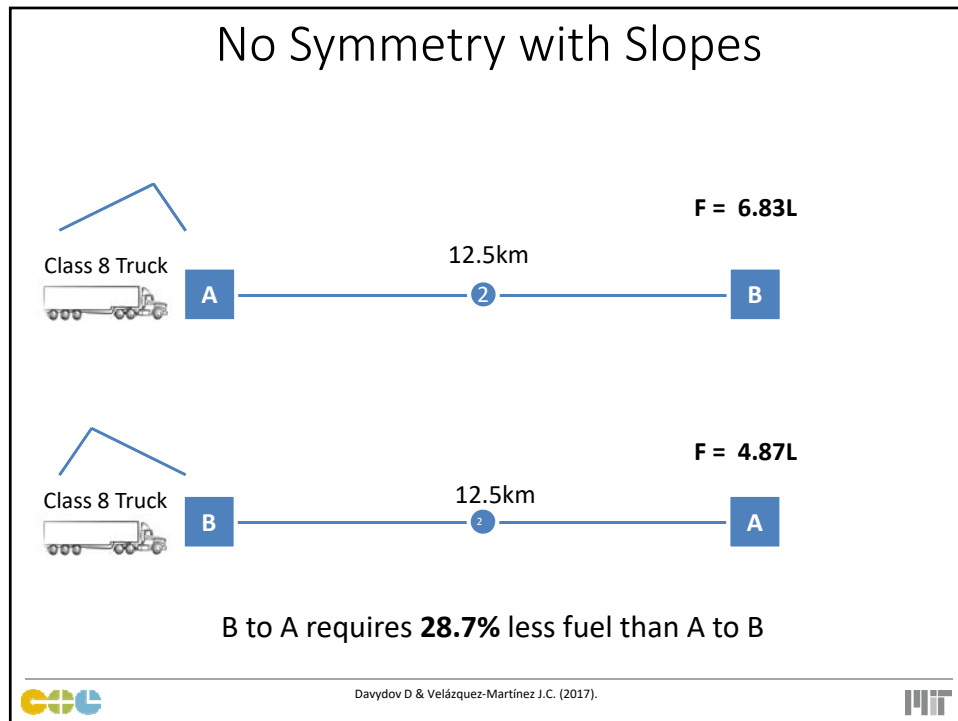 No Symmetry with Slopes
F = 6.83L
12.5km
Class 8 Truck
A
2
B
F = 4.87L
12.5km
Class 8 Truck
B
2
A
B to A requires 28.7% less fuel than A to B
Davydov D & Velázquez-Martínez J.C. (2017).
MIT